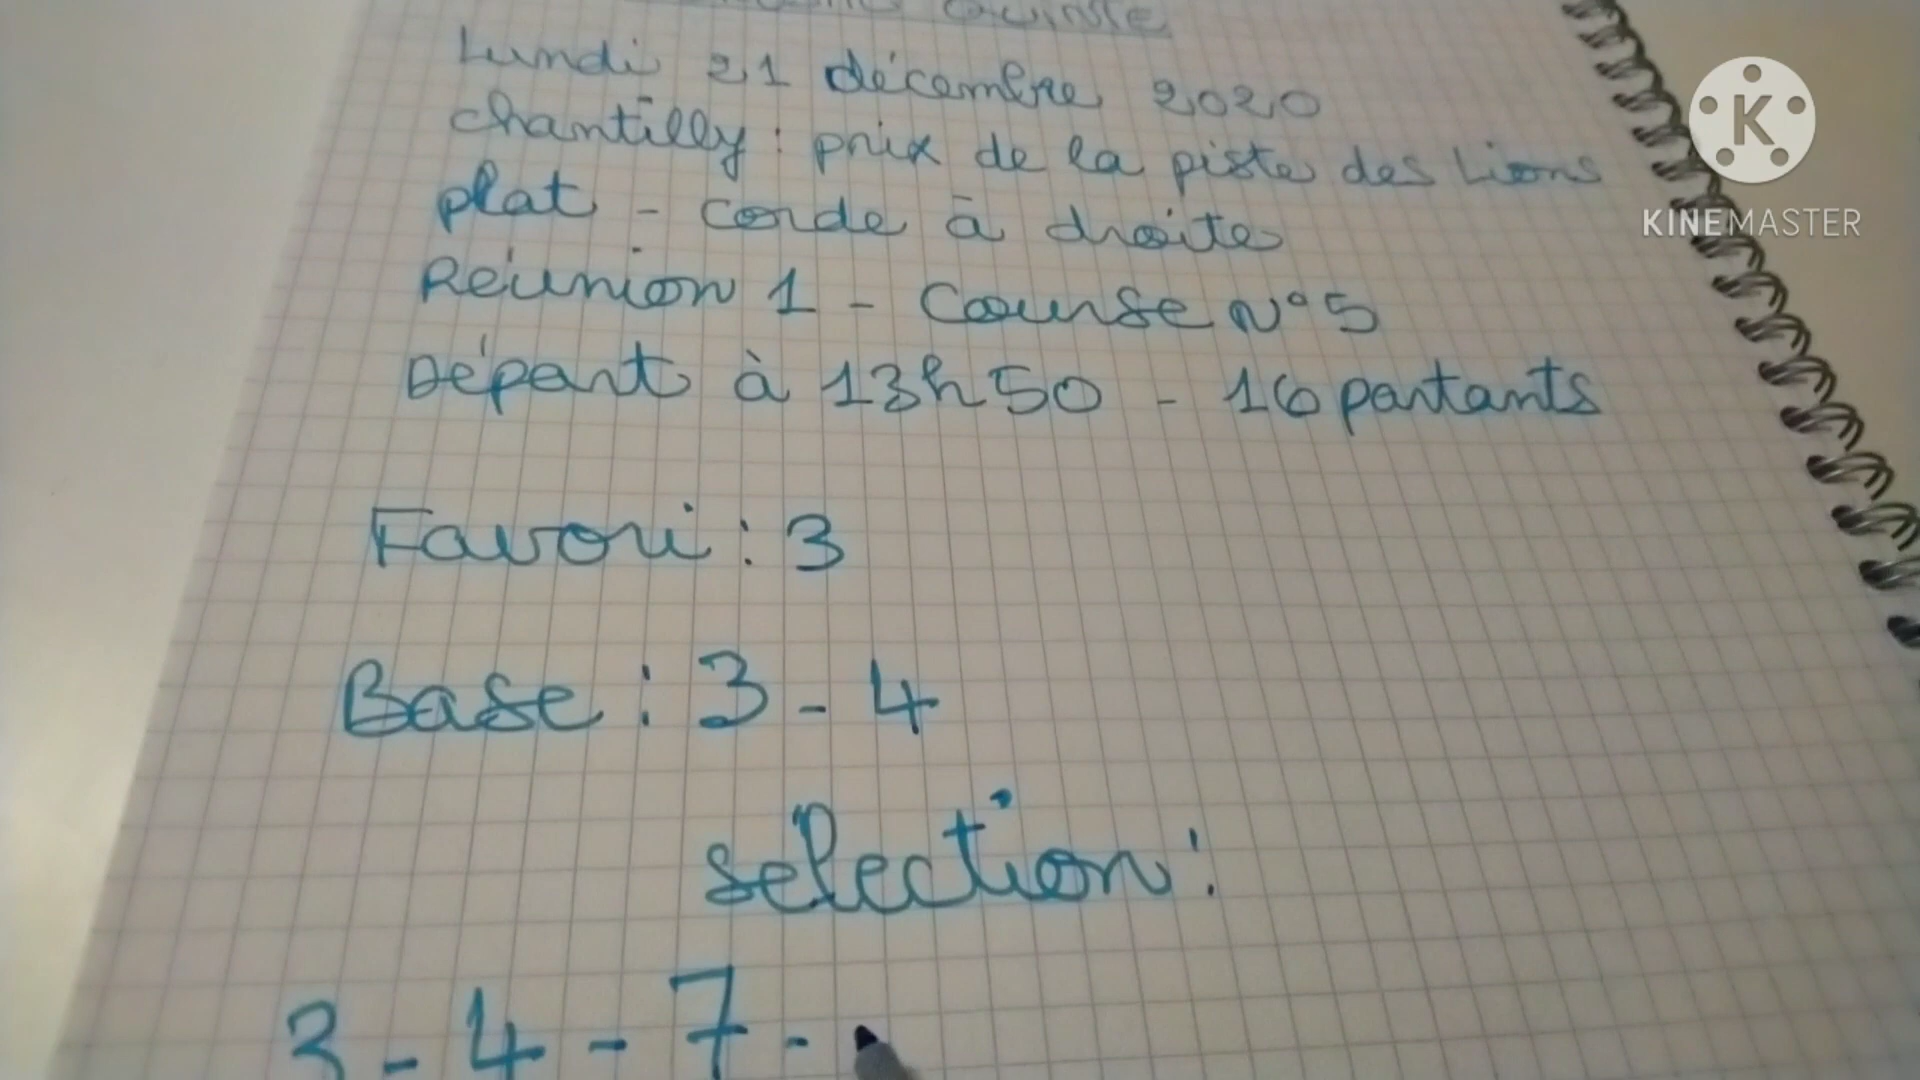 Lundi 21 décembre 2020
chantilly : prix de la piste des Lions
plat - corde à droite
Réunion 1 - Course N°5
Départ à 13h50 - 16 partants
Favori : 3
Base : 3 - 4
sélection :
3 - 4 - 7 -
K
KINEMASTER